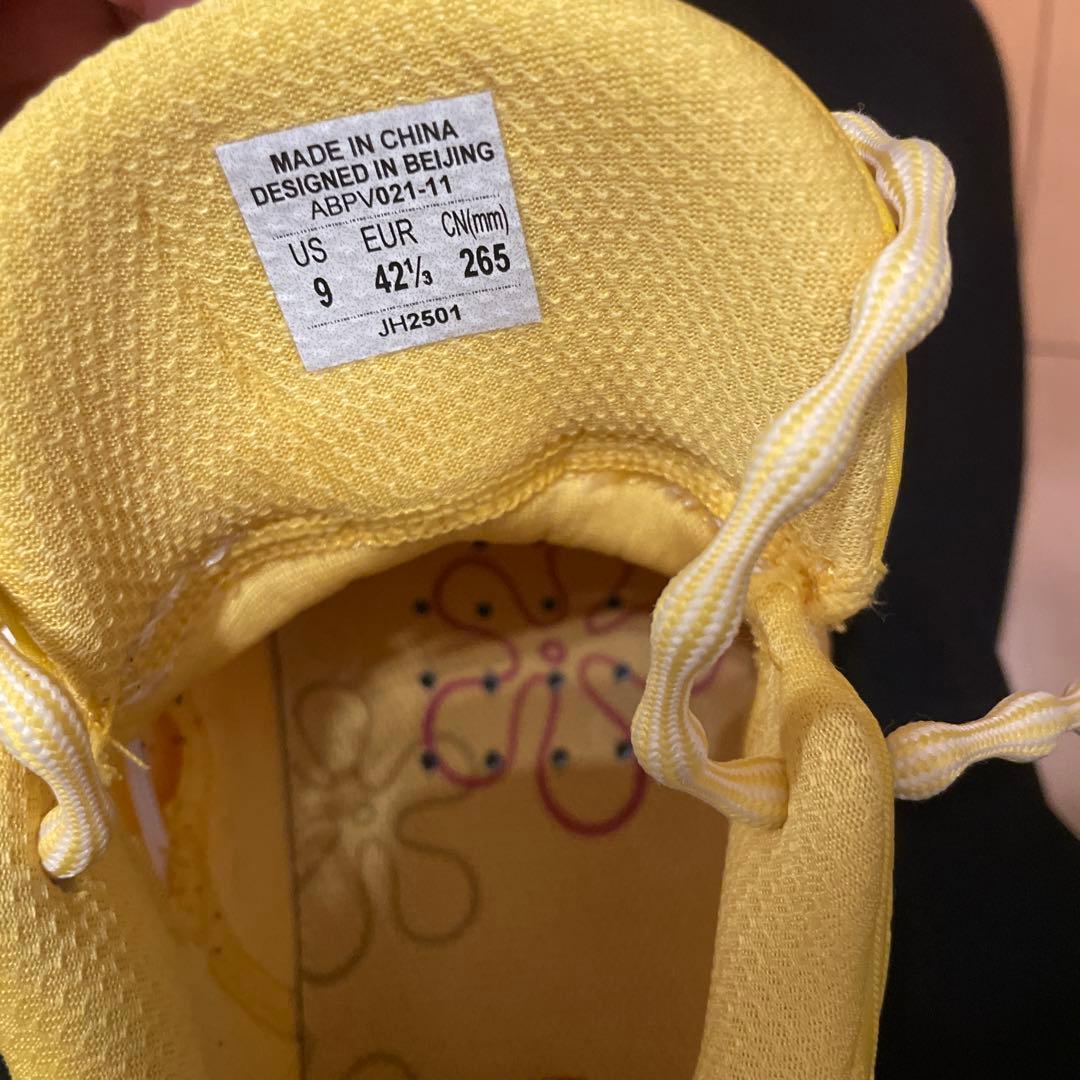 MADE IN CHINA
DESIGNED IN BEIJING
ABPV021-11
US EUR CN(mm)
9 42⅓ 265
JH2501